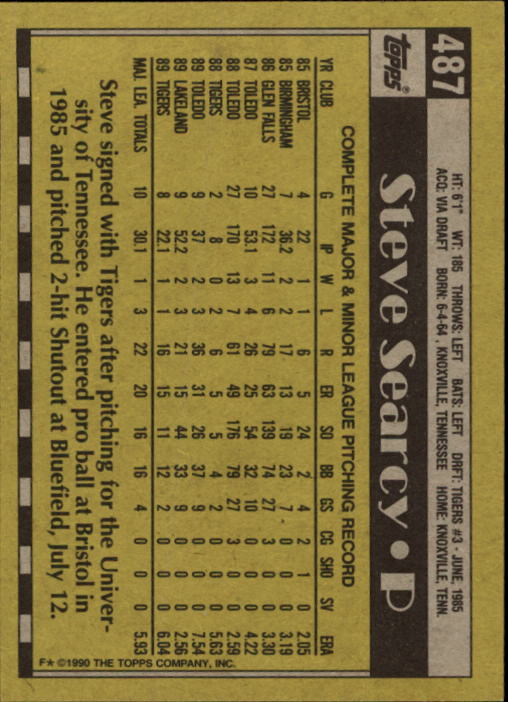 487
HT: 6'1" WT: 185 THROWS: LEFT BATS: LEFT DRFT: TIGERS #3 - JUNE, 1985
ACQ: VIA DRAFT BORN: 6-4-64, KNOXVILLE, TENNESSEE HOME: KNOXVILLE, TENN.
TOPPS® Steve Searcy • P
COMPLETE MAJOR & MINOR LEAGUE PITCHING RECORD
YR CLUB G IP W L R ER SO BB GS CG SHO SV ERA
85 BRISTOL 4 22 1 1 6 5 24 2 4 2 1 0 2.05
85 BIRMINGHAM 7 36.2 2 2 17 13 19 23 7 0 0 0 3.19
86 GLEN FALLS 27 172 11 6 79 63 139 74 27 3 0 0 3.30
87 TOLEDO 10 53.1 3 4 26 25 54 32 10 0 0 0 4.22
88 TOLEDO 27 170 13 7 61 49 176 79 27 3 0 0 2.59
88 TIGERS 2 8 0 2 6 5 5 4 2 0 0 0 5.63
89 TOLEDO 9 37 2 3 36 31 26 37 9 0 0 0 7.54
89 LAKELAND 9 52.2 2 3 21 15 44 33 9 0 0 0 2.56
89 TIGERS 8 22.1 1 1 16 15 11 12 2 0 0 0 6.04
MAJ. LEA. TOTALS 10 30.1 1 3 22 20 16 16 4 0 0 0 5.93
Steve signed with Tigers after pitching for the Univer-
sity of Tennessee. He entered pro ball at Bristol in
1985 and pitched 2-hit Shutout at Bluefield, July 12.
F★ ©1990 THE TOPPS COMPANY, INC.